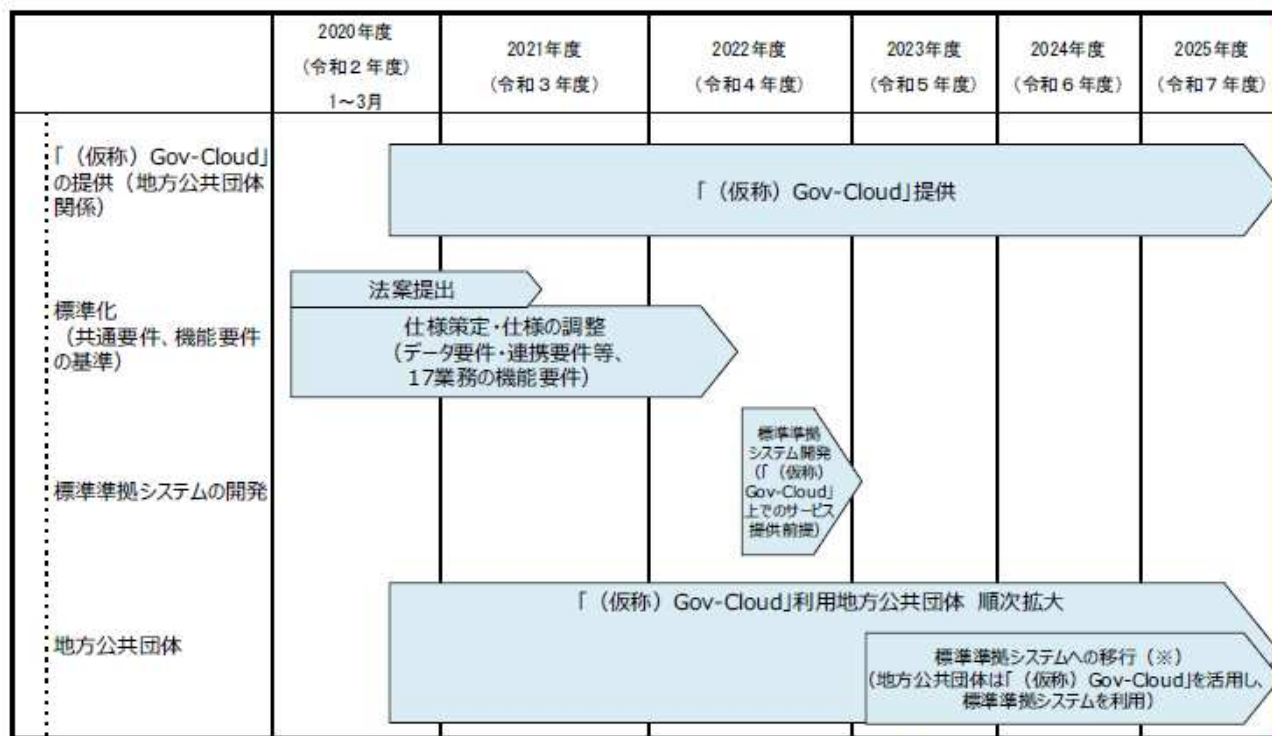 2020年度
（令和２年度）
1～3月
2021年度
（令和３年度）
2022年度
（令和４年度）
2023年度
（令和５年度）
2024年度
（令和６年度）
2025年度
（令和７年度）
「（仮称）Gov-Cloud」
の提供（地方公共団体
関係）
「（仮称）Gov-Cloud」提供
標準化
（共通要件、機能要件
の基準）
法案提出
仕様策定・仕様の調整
（データ要件・連携要件等、
17業務の機能要件）
標準準拠システムの開発
標準準拠
システム開発
（「（仮称）
Gov-Cloud」
上でのサービス
提供前提）
地方公共団体
「（仮称）Gov-Cloud」利用地方公共団体 順次拡大
標準準拠システムへの移行（※）
（地方公共団体は「（仮称）Gov-Cloud」を活用し、
標準準拠システムを利用）